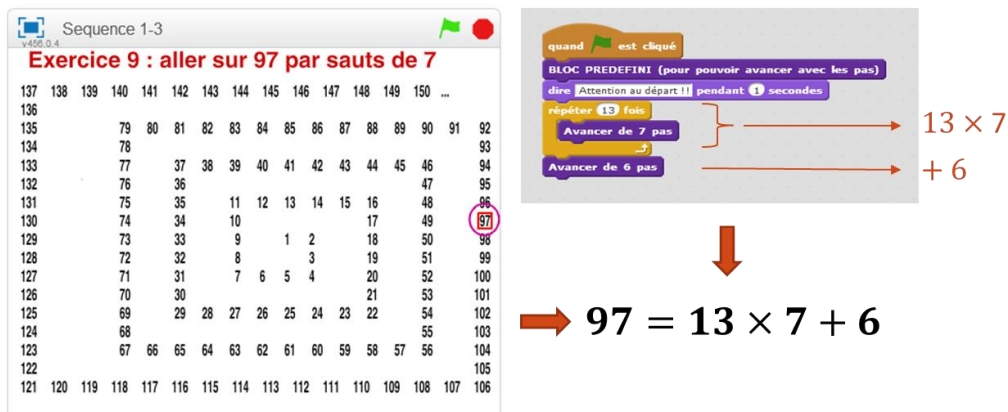 Sequence 1-3
v456.0.4
Exercice 9 : aller sur 97 par sauts de 7
137 138 139 140 141 142 143 144 145 146 147 148 149 150 ...
136
135 79 80 81 82 83 84 85 86 87 88 89 90 91 92
134 78 93
133 77 37 38 39 40 41 42 43 44 45 46 94
132 76 36 47 95
131 75 35 11 12 13 14 15 16 48 96
130 74 34 10 17 49 97
129 73 33 9 1 2 18 50 98
128 72 32 8 3 19 51 99
127 71 31 7 6 5 4 20 52 100
126 70 30 21 53 101
125 69 29 28 27 26 25 24 23 22 54 102
124 68 55 103
123 67 66 65 64 63 62 61 60 59 58 57 56 104
122 105
121 120 119 118 117 116 115 114 113 112 111 110 109 108 107 106
quand est cliqué
BLOC PREDEFINI (pour pouvoir avancer avec les pas)
dire Attention au départ !! pendant 1 secondes
répéter 13 fois
Avancer de 7 pas
Avancer de 6 pas
13 × 7
+ 6
97 = 13 × 7 + 6